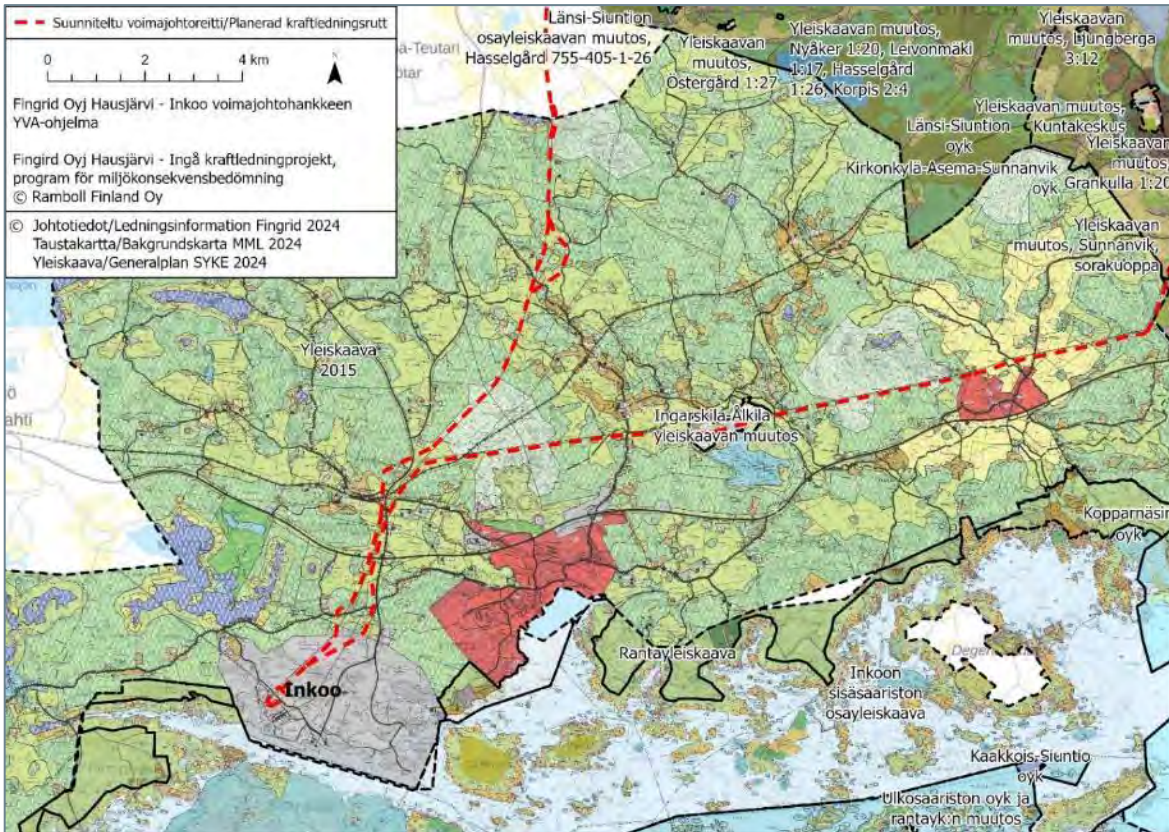 Suunniteltu voimajohtoreitti/Planerad kraftledningsrutt
0 2 4 km
N
Fingrid Oyj Hausjärvi - Inkoo voimajohtohankkeen
YVA-ohjelma
Fingird Oyj Hausjärvi - Ingå kraftledningprojekt,
program för miljökonsekvensbedömning
© Ramboll Finland Oy
© Johtotiedot/Ledningsinformation Fingrid 2024
Taustakartta/Bakgrundskarta MML 2024
Yleiskaava/Generalplan SYKE 2024
Länsi-Siuntion
osayleiskaavan muutos,
Hasselgård 755-405-1-26
Yleiskaavan
muutos,
Östergård 1:27
Yleiskaavan muutos,
Nyåker 1:20, Leivonmäki
1:17, Hasselgård
1:26, Korpis 2:4
Yleiskaavan
muutos, Ljungberga
3:12
Yleiskaavan muutos,
Kuntakeskus
Länsi-Siuntion
oyk
Kirkonkylä-Asema-Sunnanvik
oyk
Yleiskaavan
muutos,
Grankulla 1:20
Yleiskaavan
muutos, Sunnanvik,
sorakuoppa
a-Teutari
Yleiskaava
2015
ahti
Ingarskila-Älkila
yleiskaavan muutos
Kopparnäsin
oyk
Rantayleiskaava
Degerö
Inkoon
sisäsaariston
osayleiskaava
Inkoo
Kaakkois-Siuntio
oyk
Ulkosaariston oyk ja
rantayk:n muutos